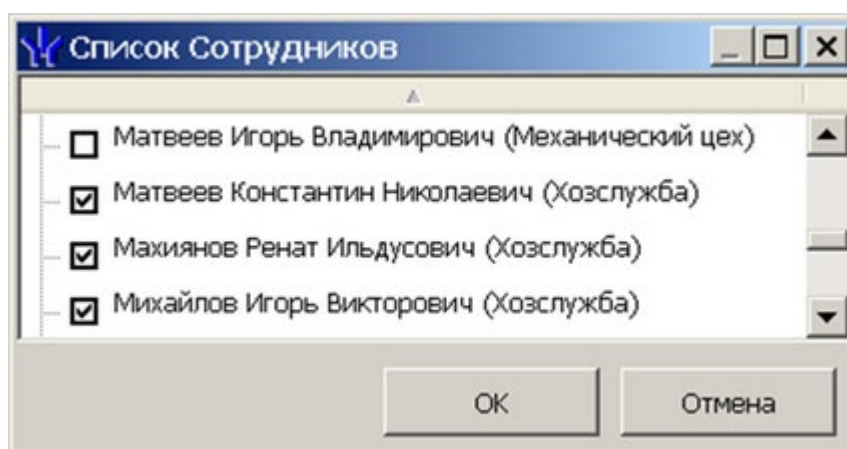 Список Сотрудников
Матвеев Игорь Владимирович (Механический цех)
Матвеев Константин Николаевич (Хозслужба)
Махиянов Ренат Ильдусович (Хозслужба)
Михайлов Игорь Викторович (Хозслужба)
ОК
Отмена